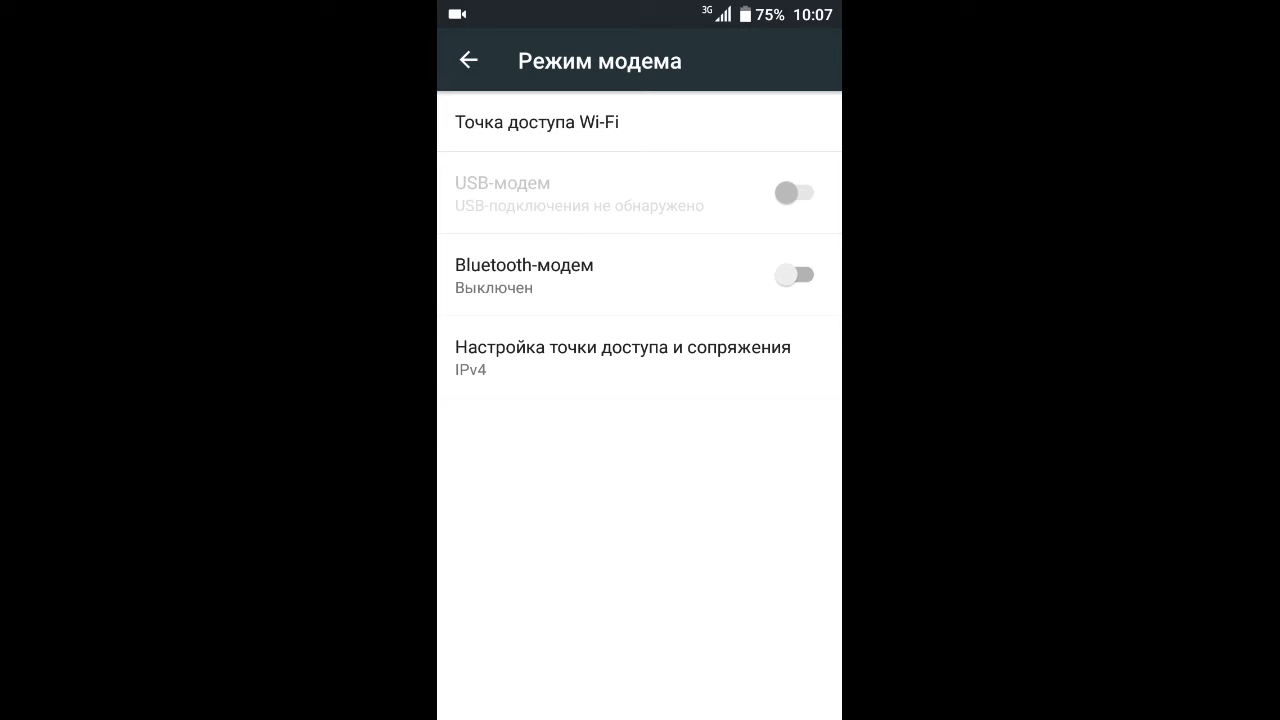 3G 75% 10:07
Режим модема
Точка доступа Wi-Fi
USB-модем
USB-подключения не обнаружено
Bluetooth-модем
Выключен
Настройка точки доступа и сопряжения
IPv4